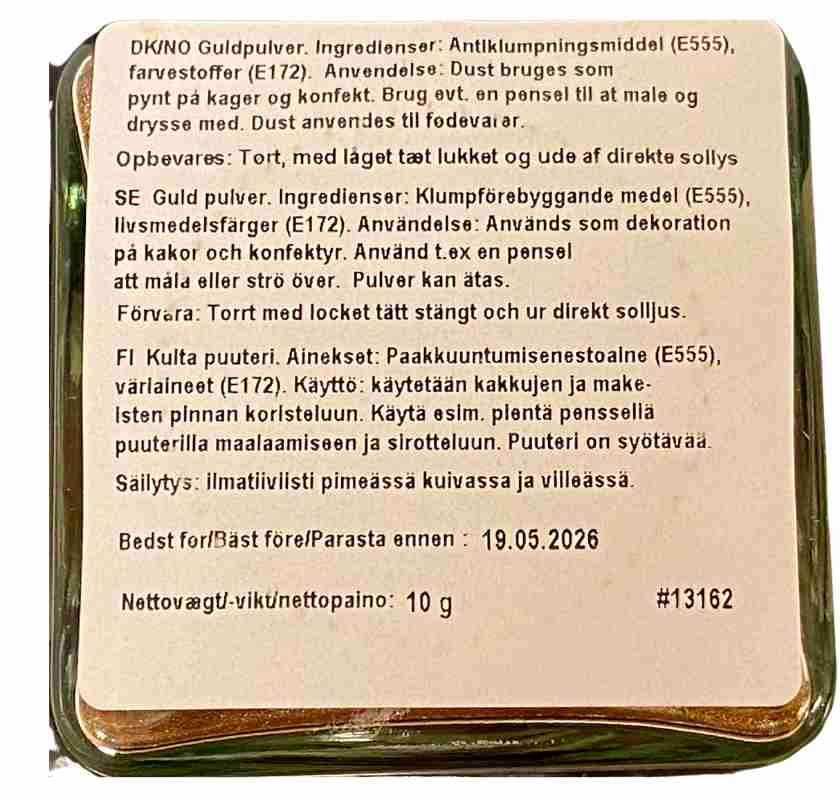 DK/NO Guldpulver. Ingredienser: Antiklumpningsmiddel (E555),
farvestoffer (E172). Anvendelse: Dust bruges som
pynt på kager og konfekt. Brug evt. en pensel til at male og
drysse med. Dust anvendes til fødevarer.
Opbevares: Tørt, med låget tæt lukket og ude af direkte sollys
SE Guld pulver. Ingredienser: Klumpförebyggande medel (E555),
livsmedelsfärger (E172). Användelse: Används som dekoration
på kakor och konfektyr. Använd t.ex en pensel
att måla eller strö över. Pulver kan ätas.
Förvara: Torrt med locket tätt stängt och ur direkt solljus.
FI Kulta puuteri. Ainekset: Paakkuuntumisenestoaine (E555),
väriaineet (E172). Käyttö: käytetään kakkujen ja make-
isten pinnan koristeluun. Käytä esim. pientä pensseliä
puuterilla maalaamiseen ja sirotteluun. Puuteri on syötävää.
Säilytys: ilmatiiviisti pimeässä kuivassa ja viileässä.
Bedst før/Bäst före/Parasta ennen : 19.05.2026
Nettovægt/-vikt/nettopaino: 10 g #13162